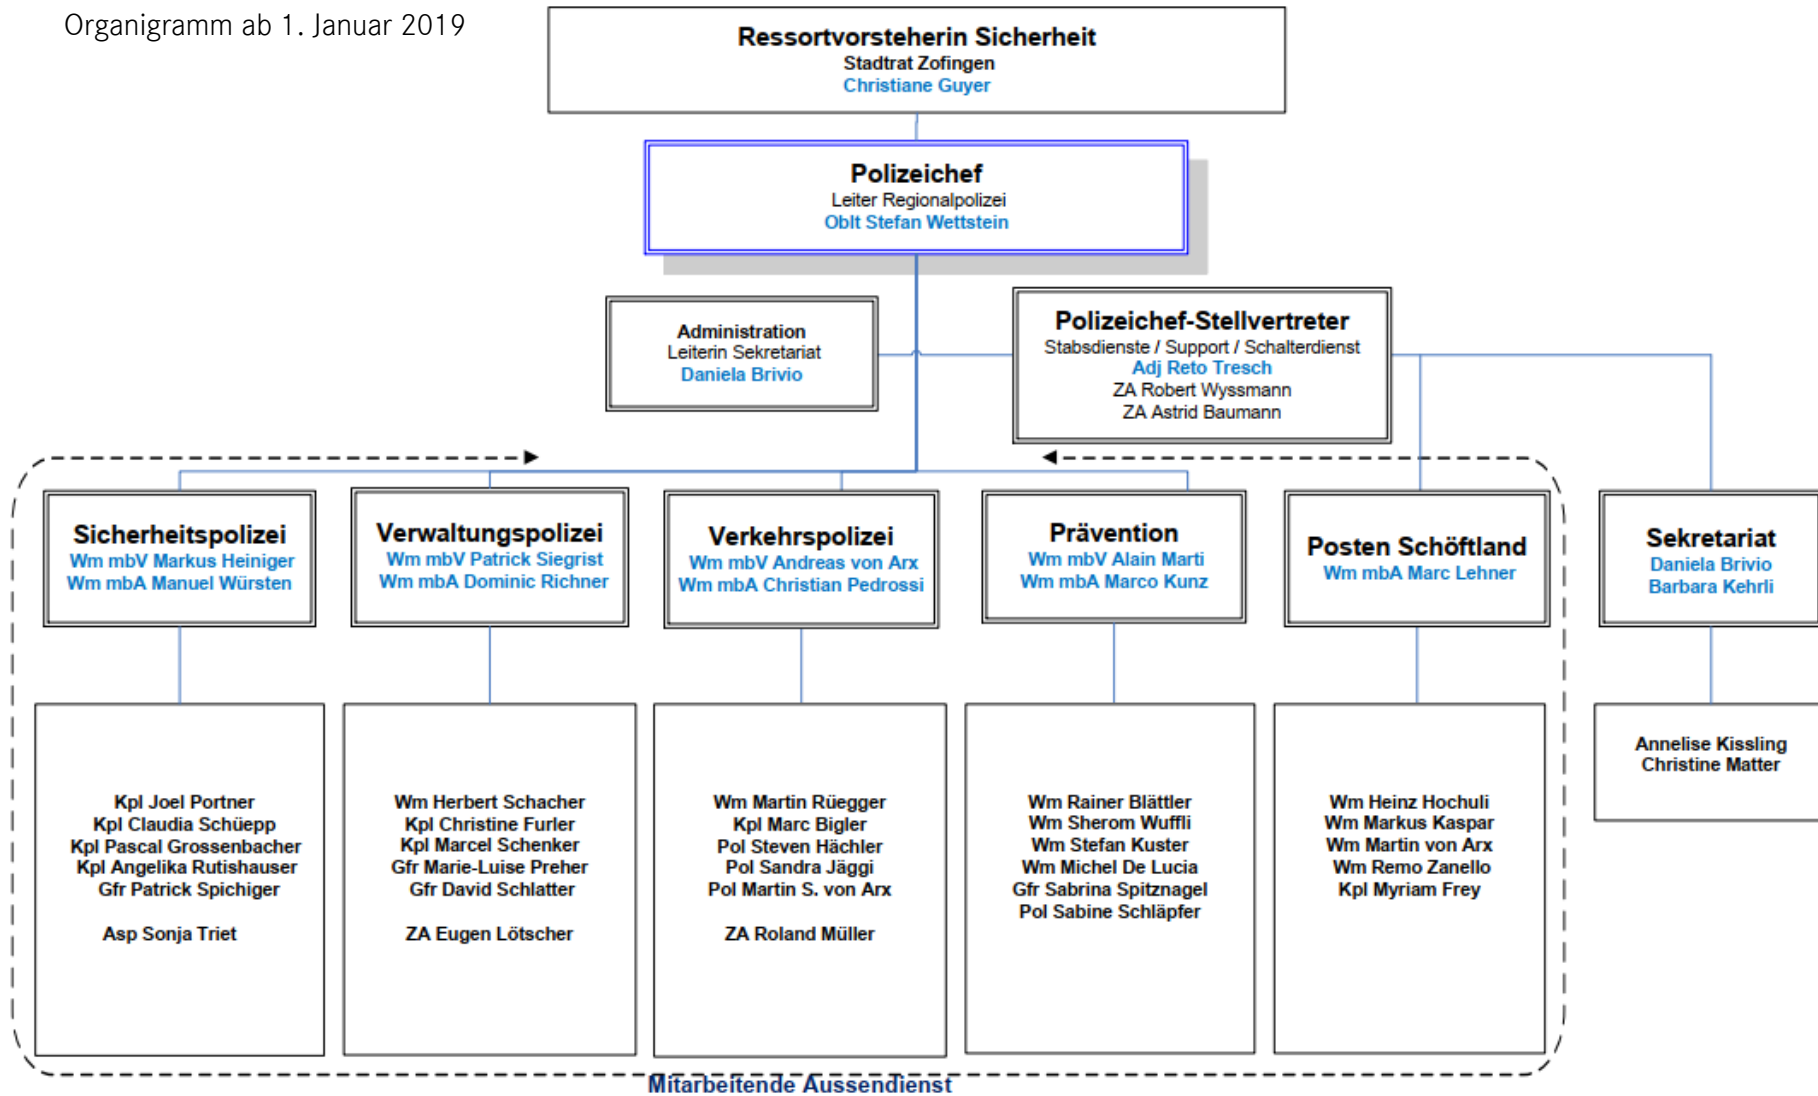 Organigramm ab 1. Januar 2019
Ressortvorsteherin Sicherheit
Stadtrat Zofingen
Christiane Guyer
Polizeichef
Leiter Regionalpolizei
Oblt Stefan Wettstein
Administration
Leiterin Sekretariat
Daniela Brivio
Polizeichef-Stellvertreter
Stabsdienste / Support / Schalterdienst
Adj Reto Tresch
ZA Robert Wyssmann
ZA Astrid Baumann
Sicherheitspolizei
Wm mbV Markus Heiniger
Wm mbA Manuel Würsten
Verwaltungspolizei
Wm mbV Patrick Siegrist
Wm mbA Dominic Richner
Verkehrspolizei
Wm mbV Andreas von Arx
Wm mbA Christian Pedrossi
Prävention
Wm mbV Alain Marti
Wm mbA Marco Kunz
Posten Schöftland
Wm mbA Marc Lehner
Sekretariat
Daniela Brivio
Barbara Kehrli
Kpl Joel Portner
Kpl Claudia Schüepp
Kpl Pascal Grossenbacher
Kpl Angelika Rutishauser
Gfr Patrick Spichiger
Asp Sonja Triet
Wm Herbert Schacher
Kpl Christine Furler
Kpl Marcel Schenker
Gfr Marie-Luise Preher
Gfr David Schlatter
ZA Eugen Lötscher
Wm Martin Rüegger
Kpl Marc Bigler
Pol Steven Hächler
Pol Sandra Jäggi
Pol Martin S. von Arx
ZA Roland Müller
Wm Rainer Blättler
Wm Sherom Wuffli
Wm Stefan Kuster
Wm Michel De Lucia
Gfr Sabrina Spitznagel
Pol Sabine Schläpfer
Wm Heinz Hochuli
Wm Markus Kaspar
Wm Martin von Arx
Wm Remo Zanello
Kpl Myriam Frey
Annelise Kissling
Christine Matter
Mitarbeitende Aussendienst